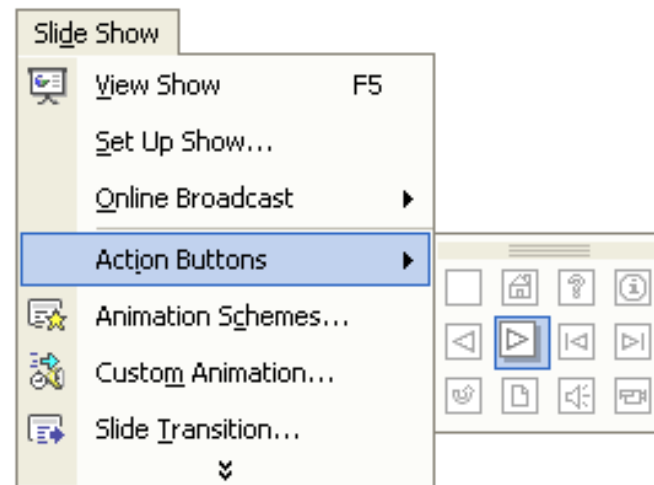 Slide Show
View Show F5
Set Up Show...
Online Broadcast
Action Buttons
Animation Schemes...
Custom Animation...
Slide Transition...